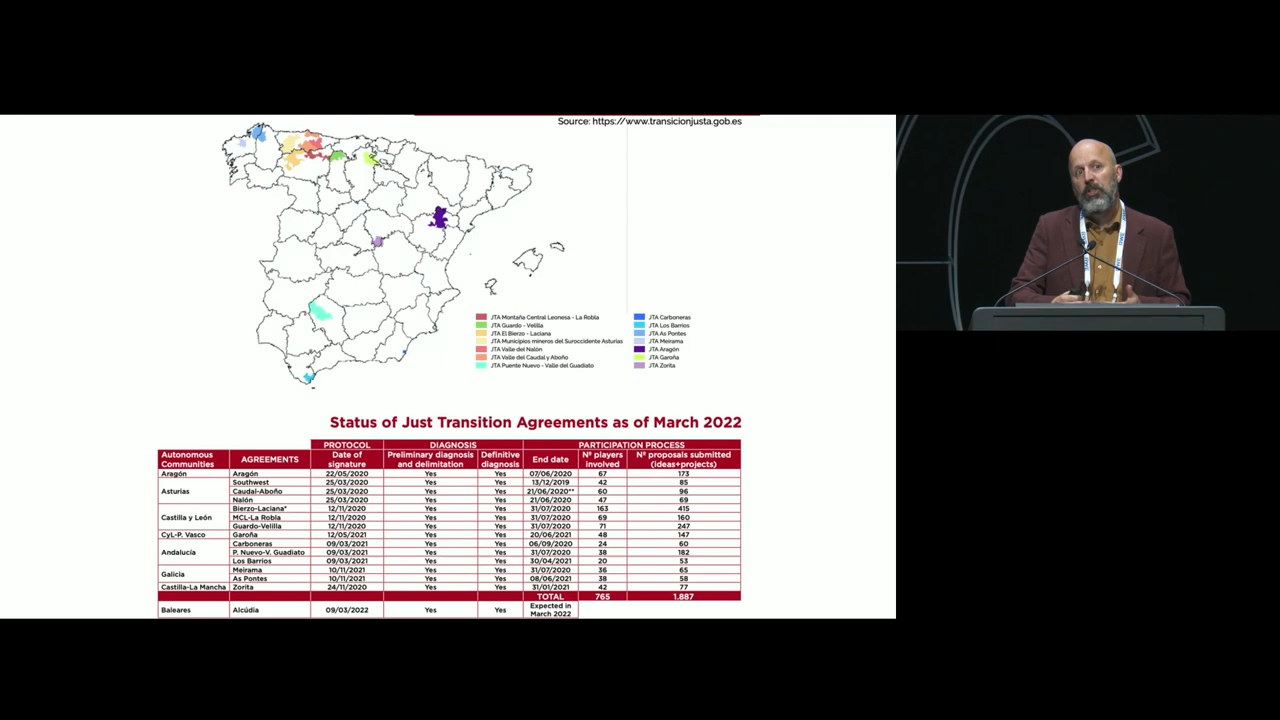 Source: https://www.transicionjusta.gob.es
JTA Montaña Central Leonesa - La Robla
JTA Guardo - Velilla
JTA El Bierzo - Laciana
JTA Municipios mineros del Suroccidente Asturias
JTA Valle del Nalón
JTA Valle del Caudal y Aboño
JTA Puente Nuevo - Valle del Guadiato
JTA Carboneras
JTA Los Barrios
JTA As Pontes
JTA Meirama
JTA Aragón
JTA Garoña
JTA Zorita
Status of Just Transition Agreements as of March 2022
PROTOCOL DIAGNOSIS PARTICIPATION PROCESS
Autonomous Communities AGREEMENTS Date of signature Preliminary diagnosis and delimitation Definitive diagnosis End date Nº players involved Nº proposals submitted (ideas+projects)
Aragón Aragón 22/05/2020 Yes Yes 07/06/2020 67 173
Asturias Southwest 25/03/2020 Yes Yes 13/12/2019 42 85
Caudal-Aboño 25/03/2020 Yes Yes 21/06/2020** 60 96
Nalón 25/03/2020 Yes Yes 21/06/2020 47 69
Castilla y León Bierzo-Laciana* 12/11/2020 Yes Yes 31/07/2020 163 415
MCL-La Robla 12/11/2020 Yes Yes 31/07/2020 69 160
Guardo-Velilla 12/11/2020 Yes Yes 31/07/2020 71 247
CyL-P. Vasco Garoña 12/05/2021 Yes Yes 20/06/2021 48 147
Andalucía Carboneras 09/03/2021 Yes Yes 06/09/2020 24 60
P. Nuevo-V. Guadiato 09/03/2021 Yes Yes 31/07/2020 38 182
Los Barrios 09/03/2021 Yes Yes 30/04/2021 20 53
Galicia Meirama 10/11/2021 Yes Yes 31/07/2020 36 65
As Pontes 10/11/2021 Yes Yes 08/06/2021 38 58
Castilla-La Mancha Zorita 24/11/2020 Yes Yes 31/01/2021 42 77
TOTAL 765 1.887
Baleares Alcúdia 09/03/2022 Yes Yes Expected in March 2022